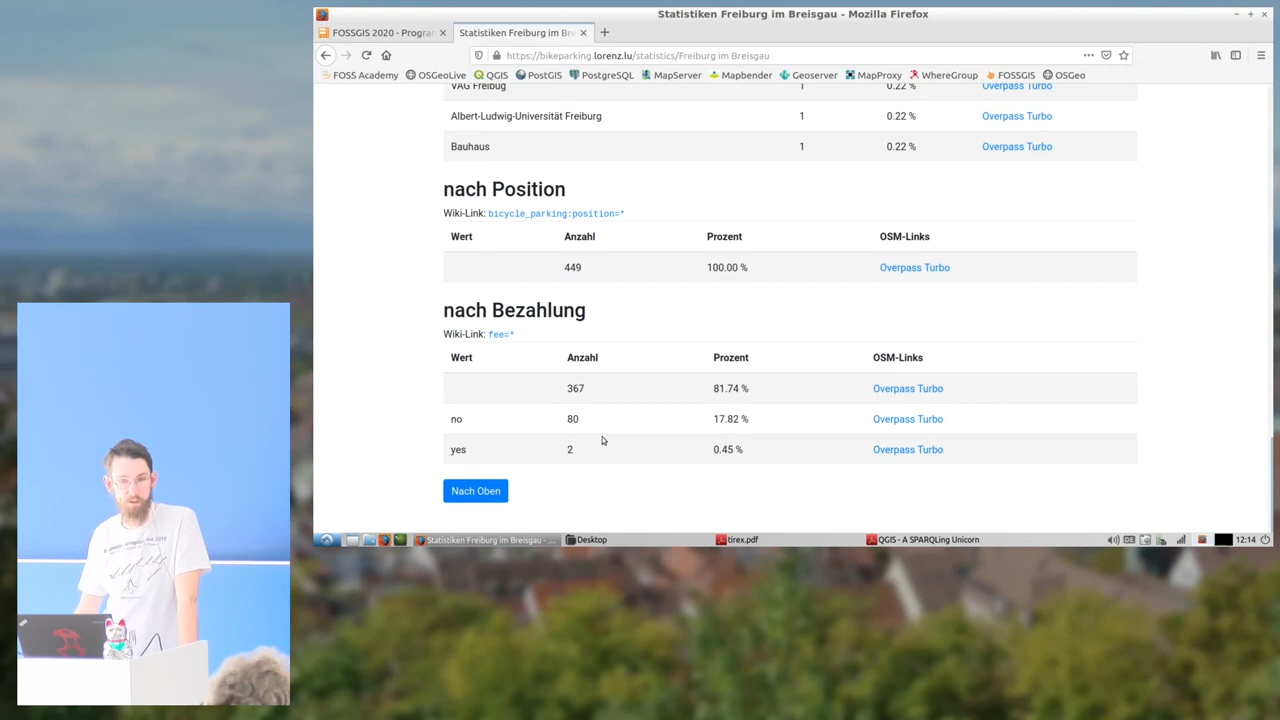 Statistiken Freiburg im Breisgau - Mozilla Firefox
FOSSGIS 2020 - Progra
Statistiken Freiburg im Bre
https://bikeparking.lorenz.lu/statistics/Freiburg im Breisgau
FOSS Academy OSGeoLive QGIS PostGIS PostgreSQL MapServer Mapbender Geoserver MapProxy WhereGroup FOSSGIS OSGeo
VAG Freibug 1 0.22 % Overpass Turbo
Albert-Ludwig-Universität Freiburg 1 0.22 % Overpass Turbo
Bauhaus 1 0.22 % Overpass Turbo
nach Position
Wiki-Link: bicycle_parking:position=*
Wert Anzahl Prozent OSM-Links
449 100.00 % Overpass Turbo
nach Bezahlung
Wiki-Link: fee=*
Wert Anzahl Prozent OSM-Links
367 81.74 % Overpass Turbo
no 80 17.82 % Overpass Turbo
yes 2 0.45 % Overpass Turbo
Nach Oben
Statistiken Freiburg im Breisgau - ... Desktop tirex.pdf QGIS - A SPARQLing Unicorn DE 12:14